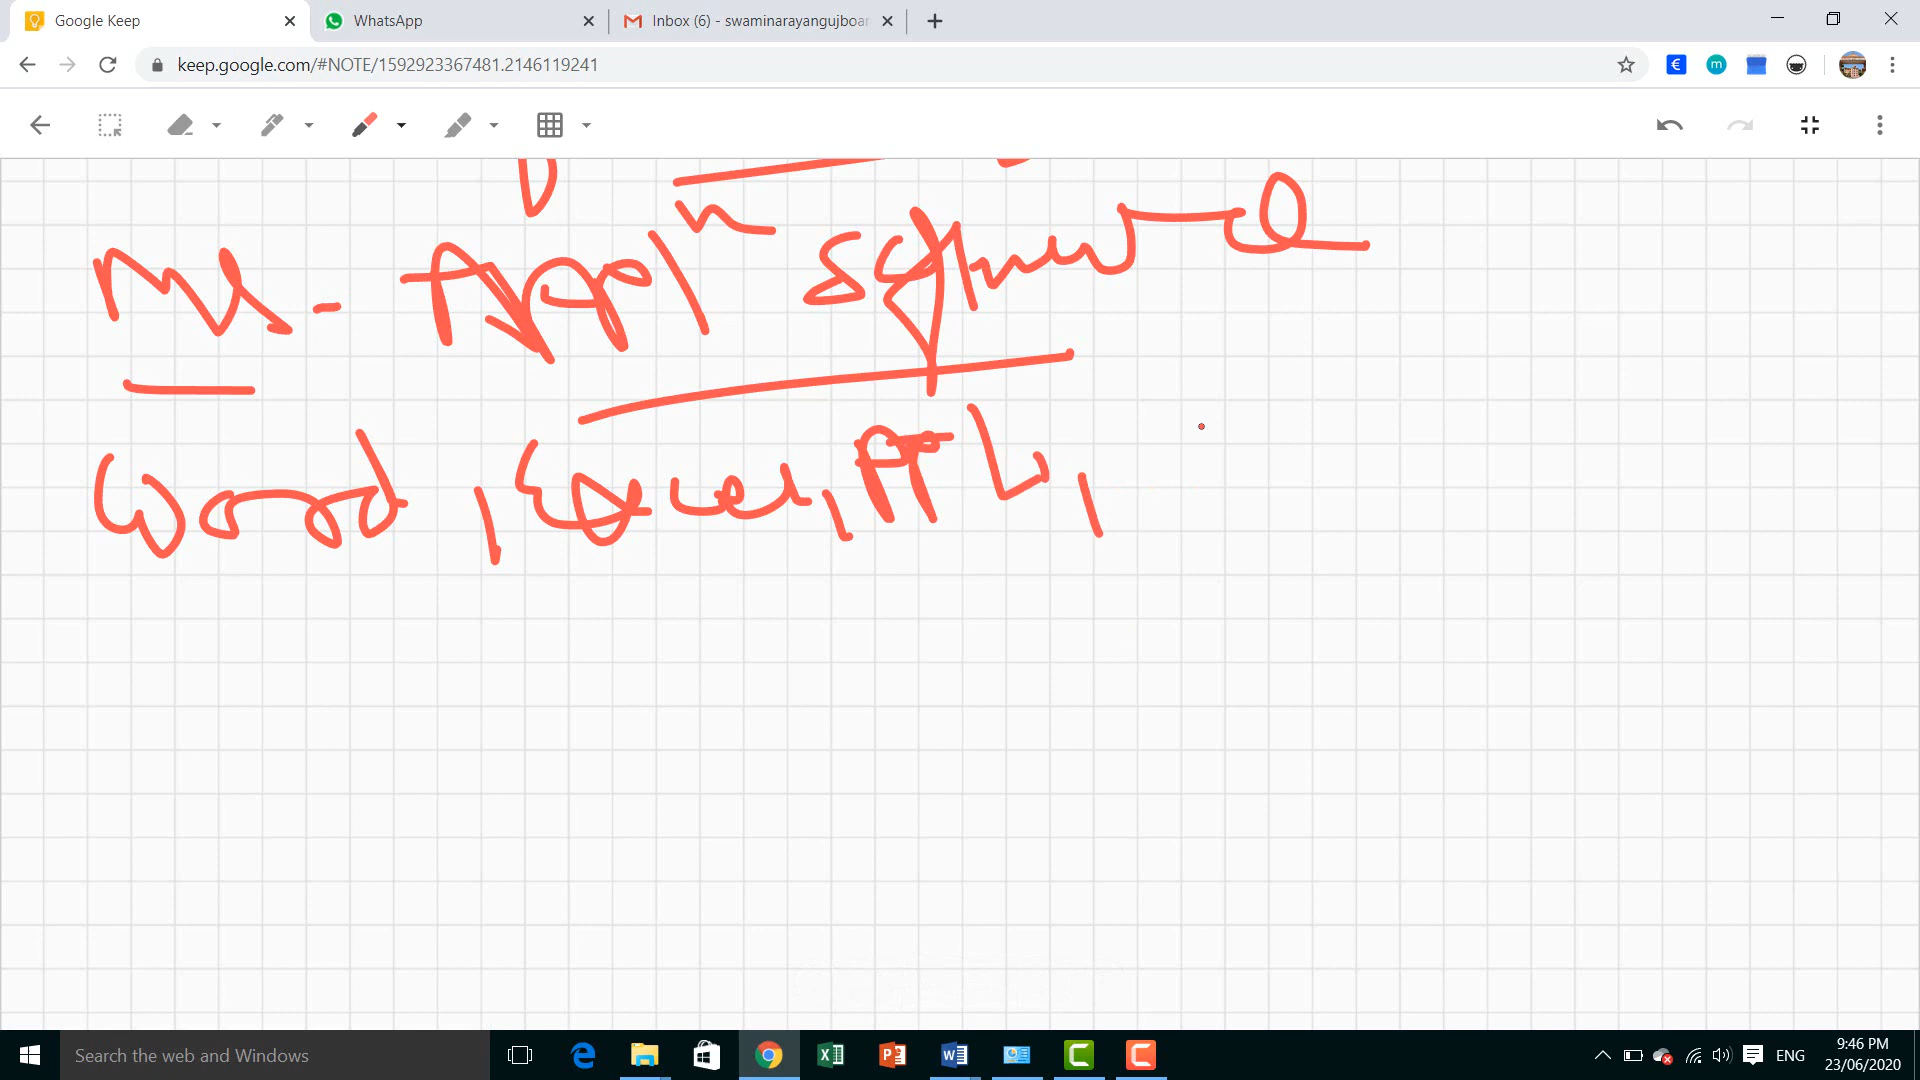 Google Keep
WhatsApp
Inbox (6) - swaminarayangujboar
keep.google.com/#NOTE/1592923367481.2146119241
Appl n software
Word, Excel, PPT,
Search the web and Windows
ENG
9:46 PM
23/06/2020